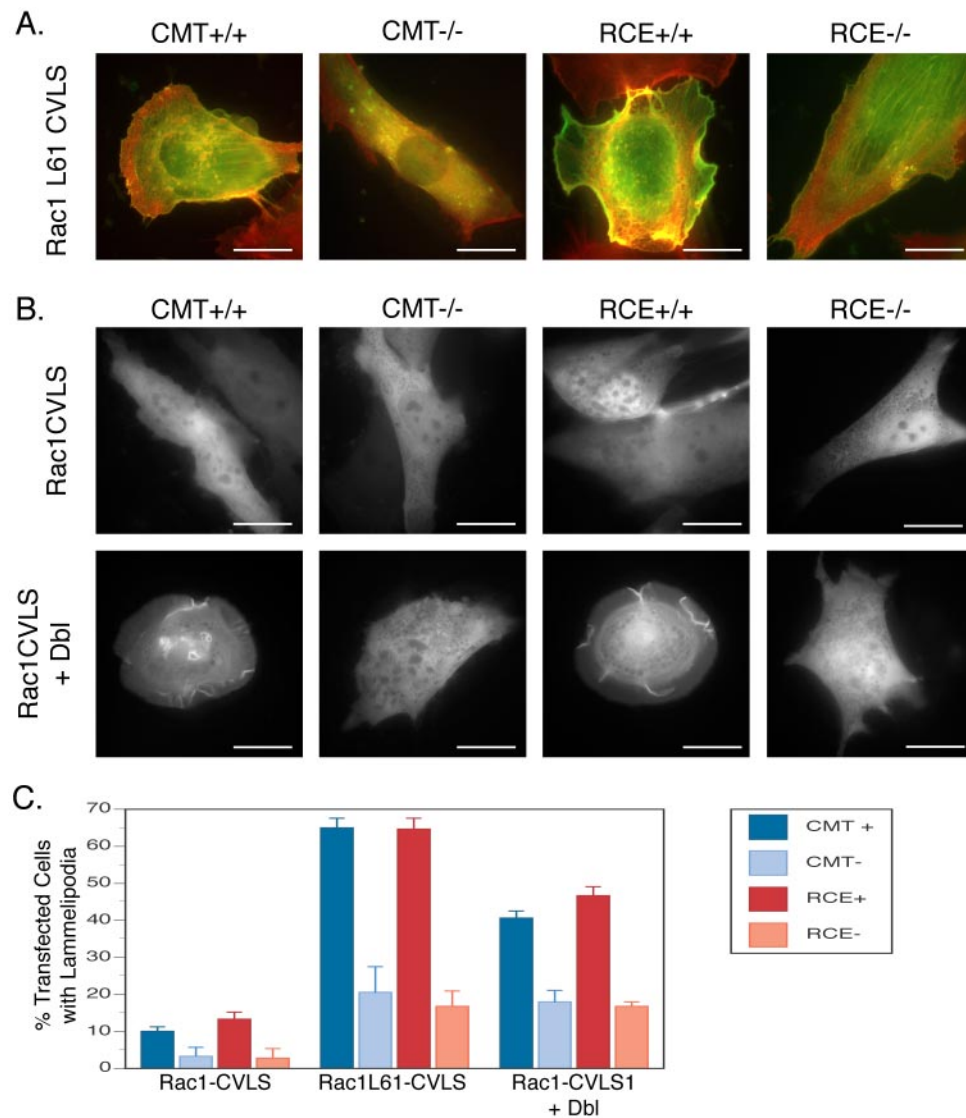 A.
CMT+/+ CMT-/- RCE+/+ RCE-/-
Rac1 L61 CVLS
B.
CMT+/+ CMT-/- RCE+/+ RCE-/-
Rac1CVLS
Rac1CVLS
+ Dbl
C.
% Transfected Cells
with Lammelipodia
70
60
50
40
30
20
10
0
Rac1-CVLS Rac1L61-CVLS Rac1-CVLS1
+ Dbl
CMT +
CMT-
RCE+
RCE-